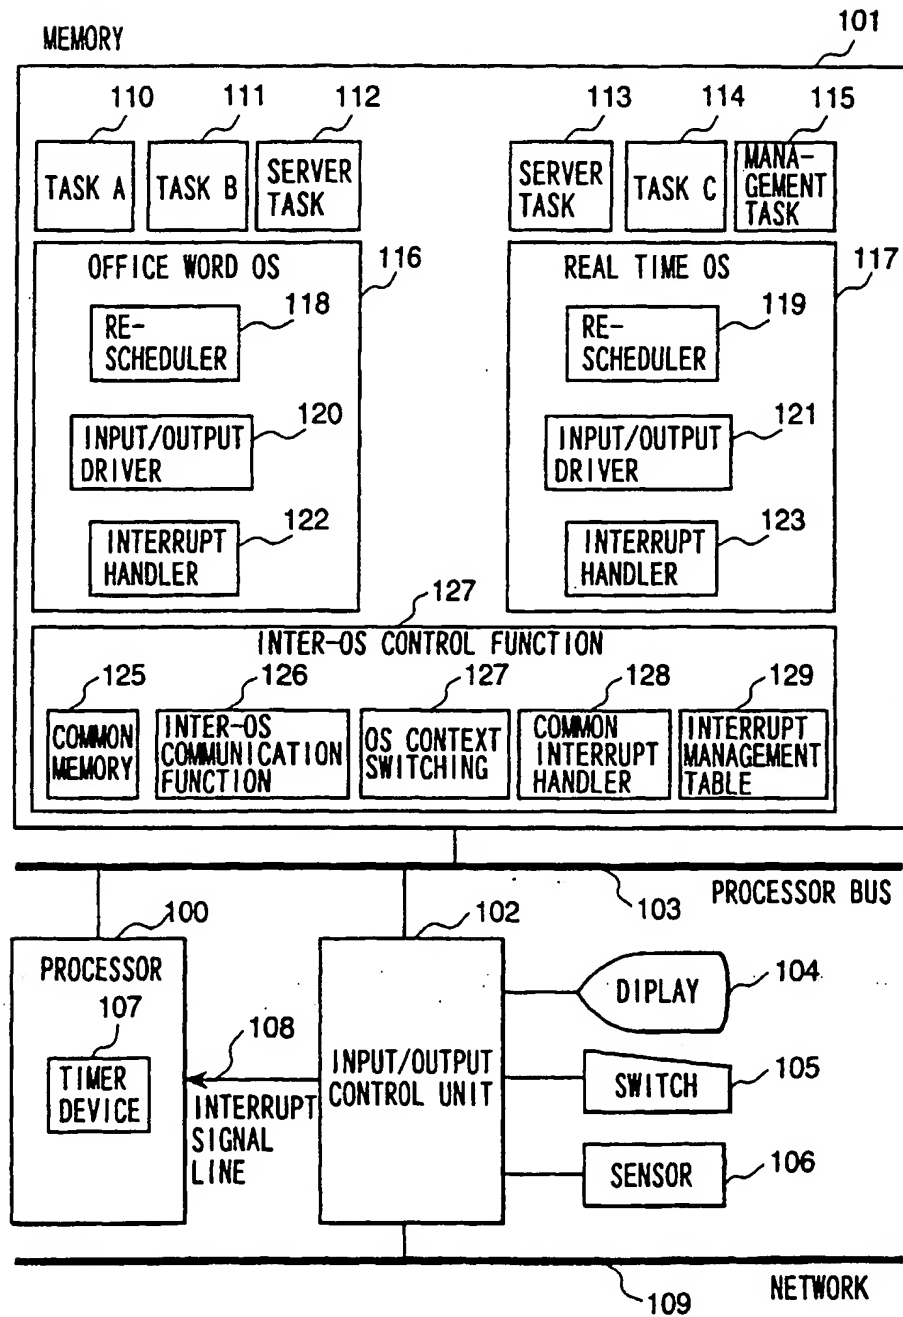 MEMORY
101
110
111
112
113
114
115
TASK A
TASK B
SERVER
TASK
SERVER
TASK
TASK C
MANA-
GEMENT
TASK
OFFICE WORD OS
116
REAL TIME OS
117
118
RE-
SCHEDULER
119
RE-
SCHEDULER
120
INPUT/OUTPUT
DRIVER
121
INPUT/OUTPUT
DRIVER
122
INTERRUPT
HANDLER
123
INTERRUPT
HANDLER
127
INTER-OS CONTROL FUNCTION
125
126
127
128
129
COMMON
MEMORY
INTER-OS
COMMUNICATION
FUNCTION
OS CONTEXT
SWITCHING
COMMON
INTERRUPT
HANDLER
INTERRUPT
MANAGEMENT
TABLE
103
PROCESSOR BUS
100
PROCESSOR
107
TIMER
DEVICE
108
INTERRUPT
SIGNAL
LINE
102
INPUT/OUTPUT
CONTROL UNIT
DIPLAY
104
SWITCH
105
SENSOR
106
109
NETWORK